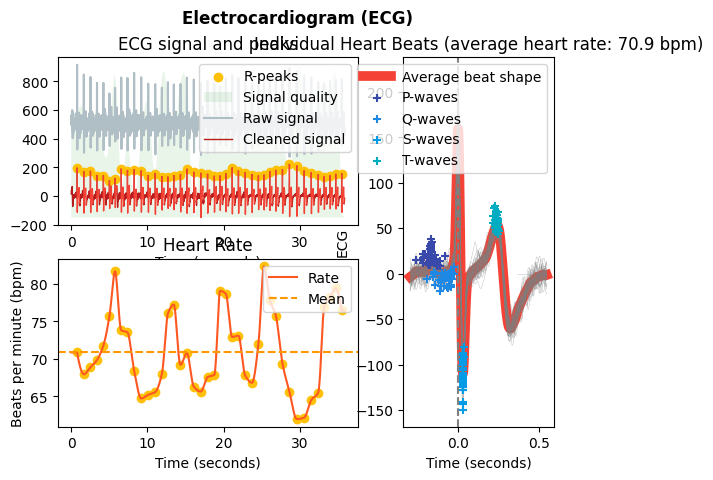 Electrocardiogram (ECG)
ECG signal and peaks
Individual Heart Beats (average heart rate: 70.9 bpm)
R-peaks
Signal quality
Raw signal
Cleaned signal
800
600
400
200
0
−200
0
10
20
30
Time (seconds)
Heart Rate
Rate
Mean
Beats per minute (bpm)
80
75
70
65
0
10
20
30
Time (seconds)
Average beat shape
P-waves
Q-waves
S-waves
T-waves
ECG
200
150
100
50
0
−50
−100
−150
0.0
0.5
Time (seconds)